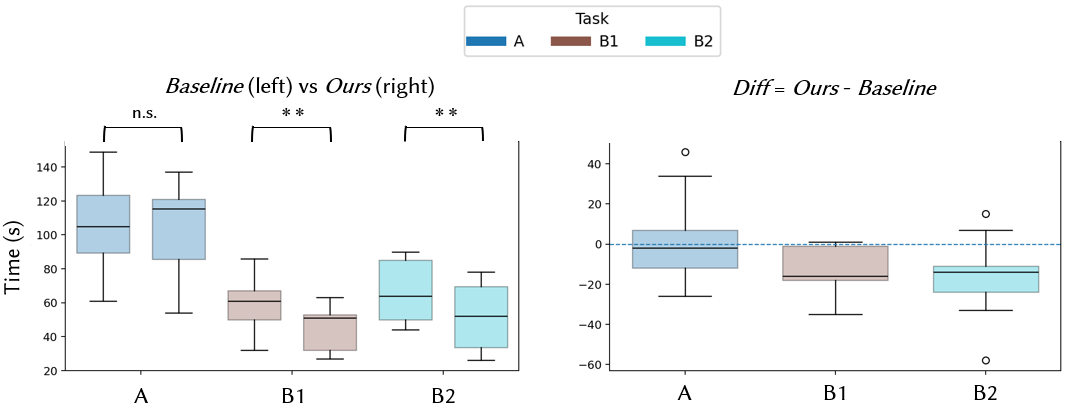 Task
A B1 B2
Baseline (left) vs Ours (right)
n.s. ** **
Time (s)
140
120
100
80
60
40
20
A B1 B2
Diff = Ours - Baseline
40
20
0
−20
−40
−60
A B1 B2